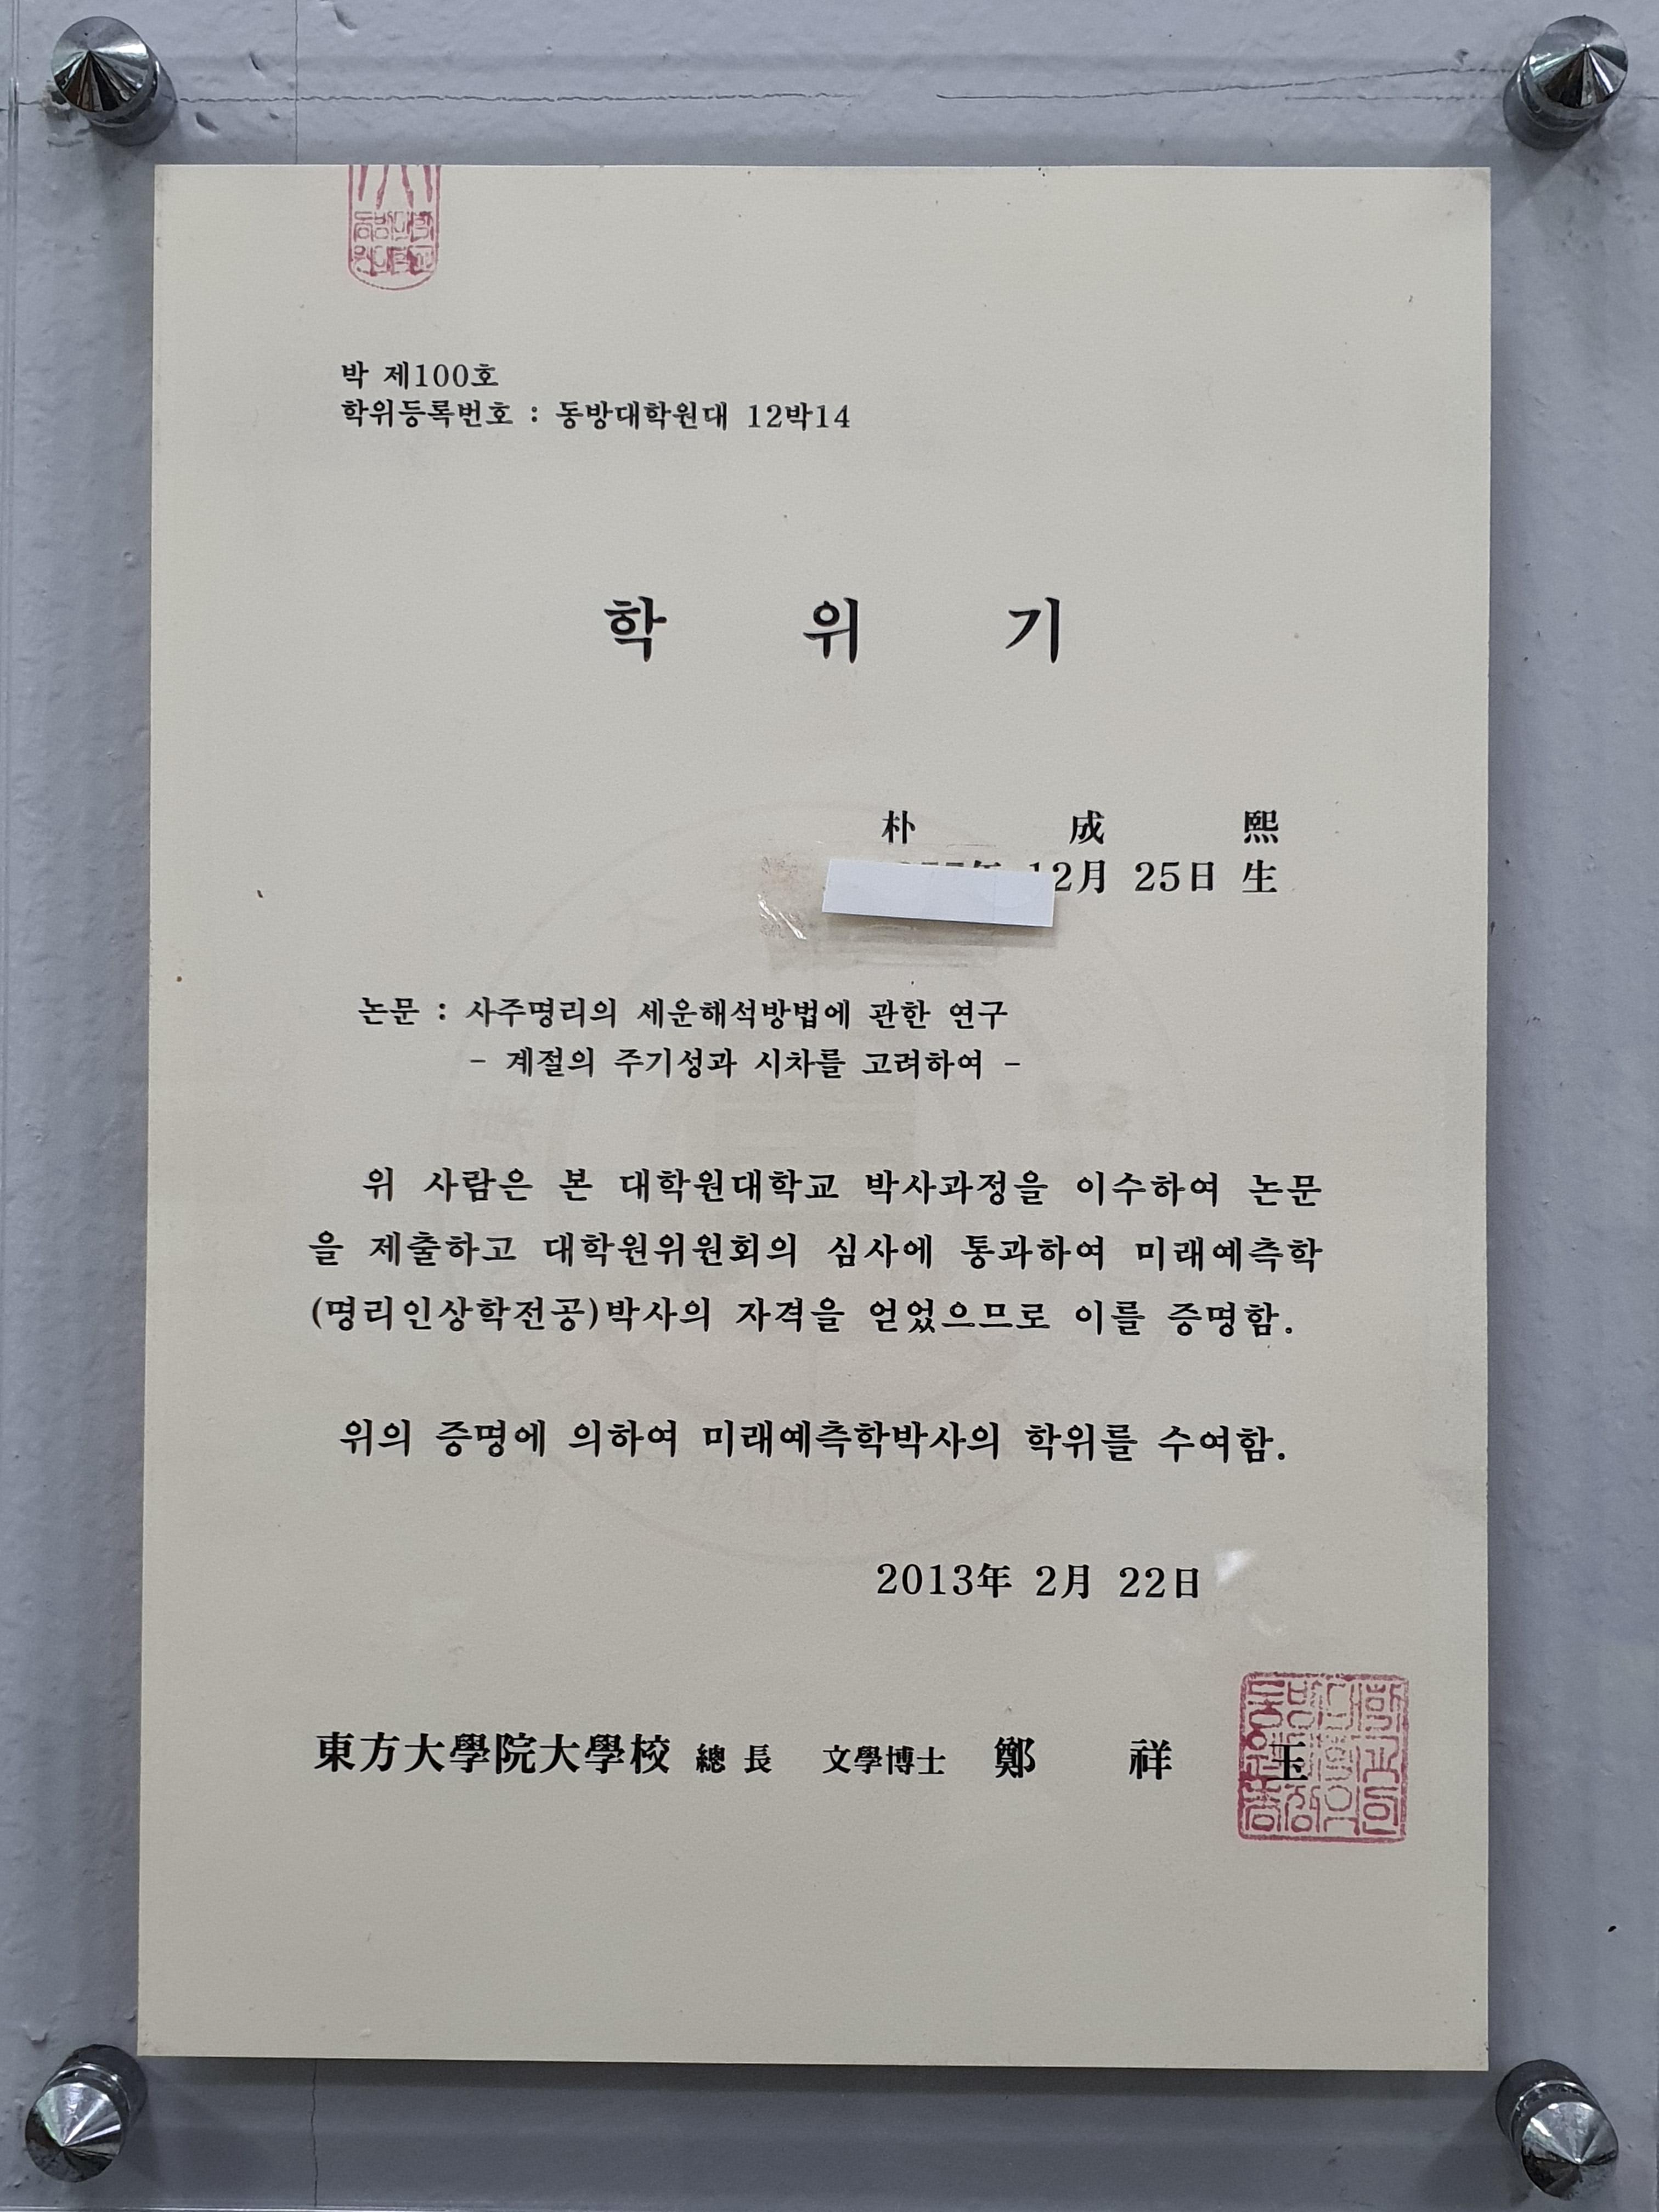 박 제100호
학위등록번호 : 동방대학원대 12박14
학 위 기
朴 成 熙
12月 25日 生
논문 : 사주명리의 세운해석방법에 관한 연구
- 계절의 주기성과 시차를 고려하여 -
위 사람은 본 대학원대학교 박사과정을 이수하여 논문
을 제출하고 대학원위원회의 심사에 통과하여 미래예측학
(명리인상학전공)박사의 자격을 얻었으므로 이를 증명함.
위의 증명에 의하여 미래예측학박사의 학위를 수여함.
2013年 2月 22日
東方大學院大學校 總 長 文學博士 鄭 祥 玉